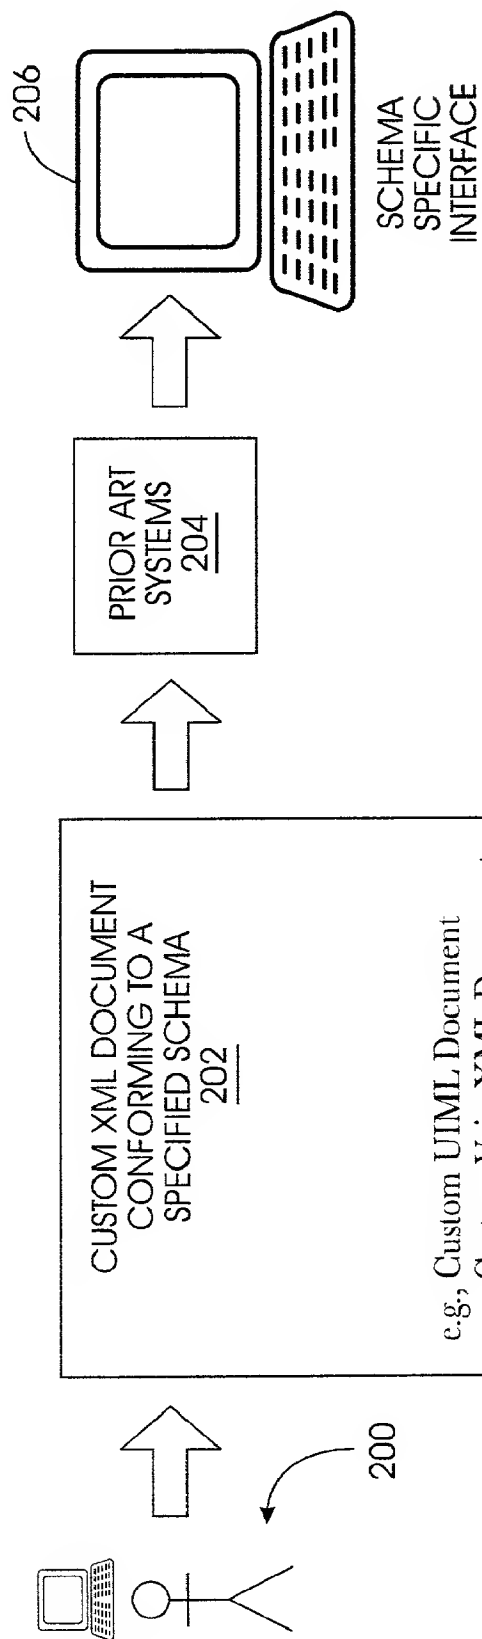 200
CUSTOM XML DOCUMENT
CONFORMING TO A
SPECIFIED SCHEMA
202
e.g., Custom UIML Document
PRIOR ART
SYSTEMS
204
206
SCHEMA
SPECIFIC
INTERFACE